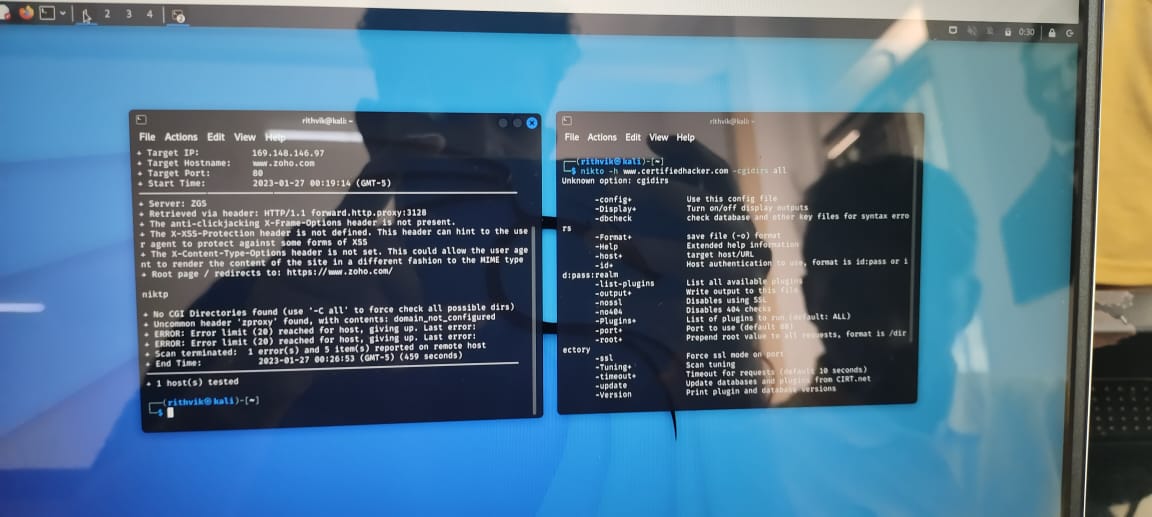 2 3 4
2
0:30
rithvik@kali: ~
File Actions Edit View Help
+ Target IP: 169.148.146.97
+ Target Hostname: www.zoho.com
+ Target Port: 80
+ Start Time: 2023-01-27 00:19:14 (GMT-5)
+ Server: ZGS
+ Retrieved via header: HTTP/1.1 forward.http.proxy:3128
+ The anti-clickjacking X-Frame-Options header is not present.
+ The X-XSS-Protection header is not defined. This header can hint to the use
r agent to protect against some forms of XSS
+ The X-Content-Type-Options header is not set. This could allow the user age
nt to render the content of the site in a different fashion to the MIME type
+ Root page / redirects to: https://www.zoho.com/
niktp
+ No CGI Directories found (use '-C all' to force check all possible dirs)
+ Uncommon header 'zproxy' found, with contents: domain_not_configured
+ ERROR: Error limit (20) reached for host, giving up. Last error:
+ ERROR: Error limit (20) reached for host, giving up. Last error:
+ Scan terminated: 1 error(s) and 5 item(s) reported on remote host
+ End Time: 2023-01-27 00:26:53 (GMT-5) (459 seconds)
+ 1 host(s) tested
(rithvik㉿kali)-[~]
$
rithvik@kali: ~
File Actions Edit View Help
(rithvik㉿kali)-[~]
$ nikto -h www.certifiedhacker.com -cgidirs all
Unknown option: cgidirs
-config+ Use this config file
-Display+ Turn on/off display outputs
-dbcheck check database and other key files for syntax erro
rs
-Format+ save file (-o) format
-Help Extended help information
-host+ target host/URL
-id+ Host authentication to use, format is id:pass or i
d:pass:realm
-list-plugins List all available plugins
-output+ Write output to this file
-nossl Disables using SSL
-no404 Disables 404 checks
-Plugins+ List of plugins to run (default: ALL)
-port+ Port to use (default 80)
-root+ Prepend root value to all requests, format is /dir
ectory
-ssl Force ssl mode on port
-Tuning+ Scan tuning
-timeout+ Timeout for requests (default 10 seconds)
-update Update databases and plugins from CIRT.net
-Version Print plugin and database versions